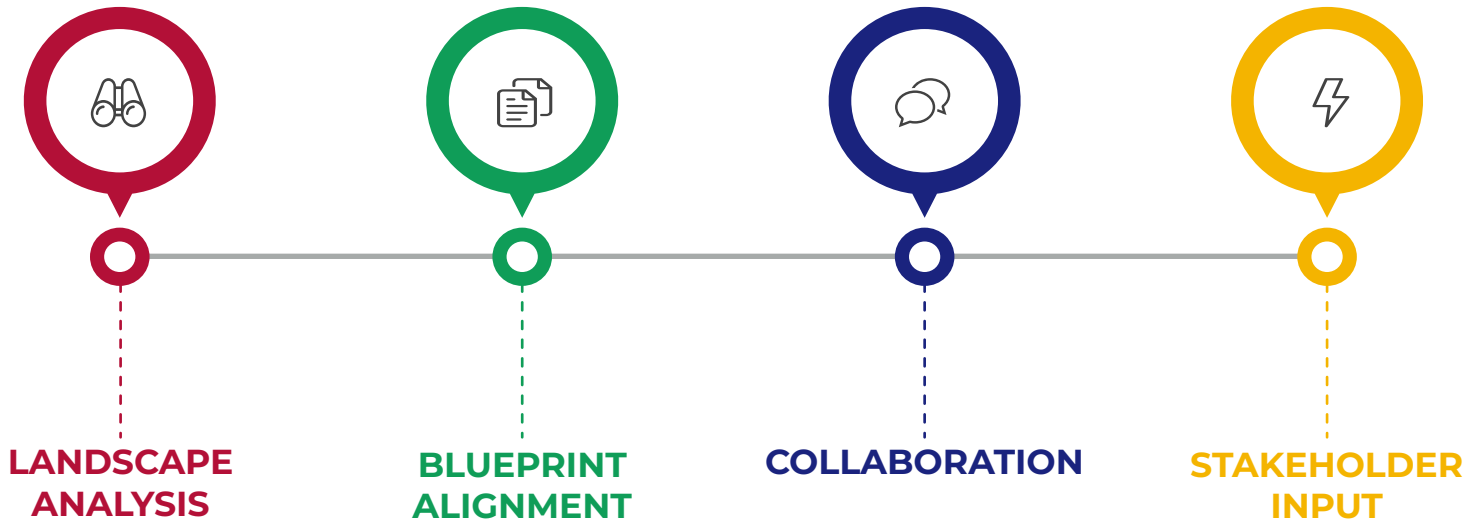 LANDSCAPE
ANALYSIS
BLUEPRINT
ALIGNMENT
COLLABORATION
STAKEHOLDER
INPUT